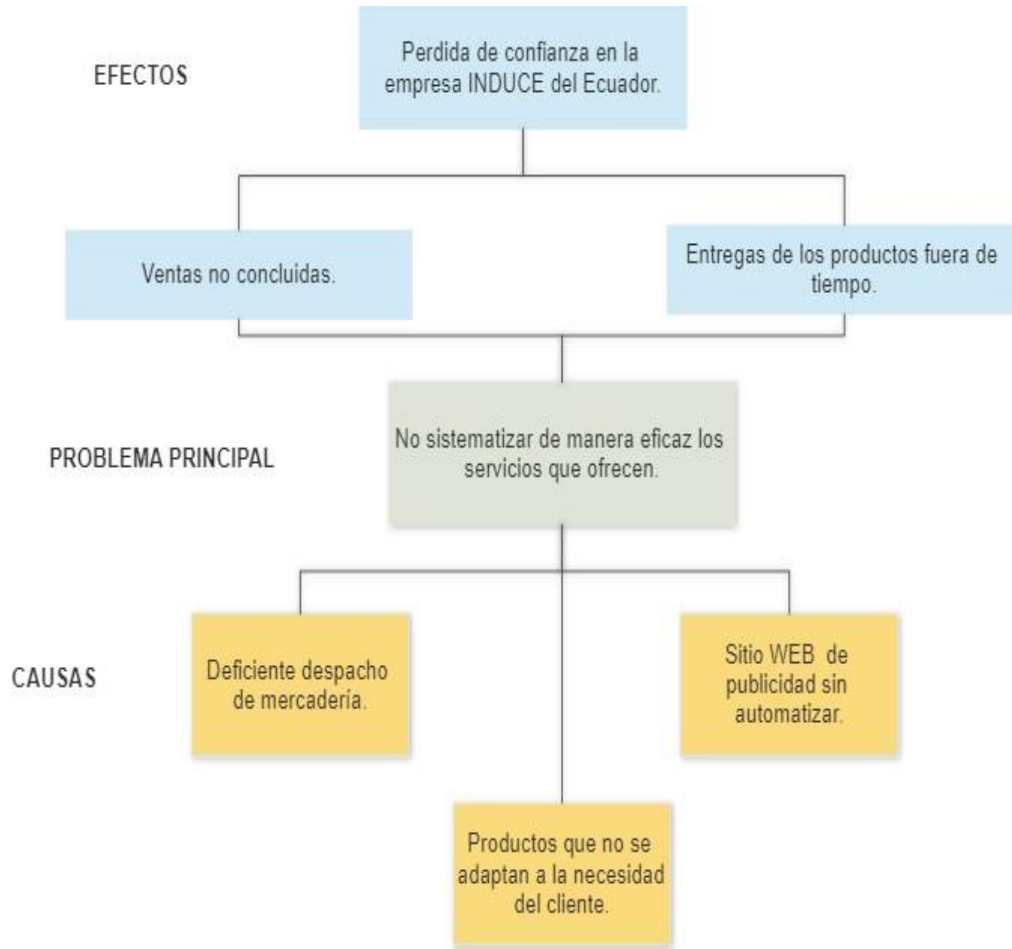 EFECTOS
Perdida de confianza en la
empresa INDUCE del Ecuador.
Ventas no concluidas.
Entregas de los productos fuera de
tiempo.
PROBLEMA PRINCIPAL
No sistematizar de manera eficaz los
servicios que ofrecen.
CAUSAS
Deficiente despacho
de mercadería.
Sitio WEB de
publicidad sin
automatizar.
Productos que no se
adaptan a la necesidad
del cliente.